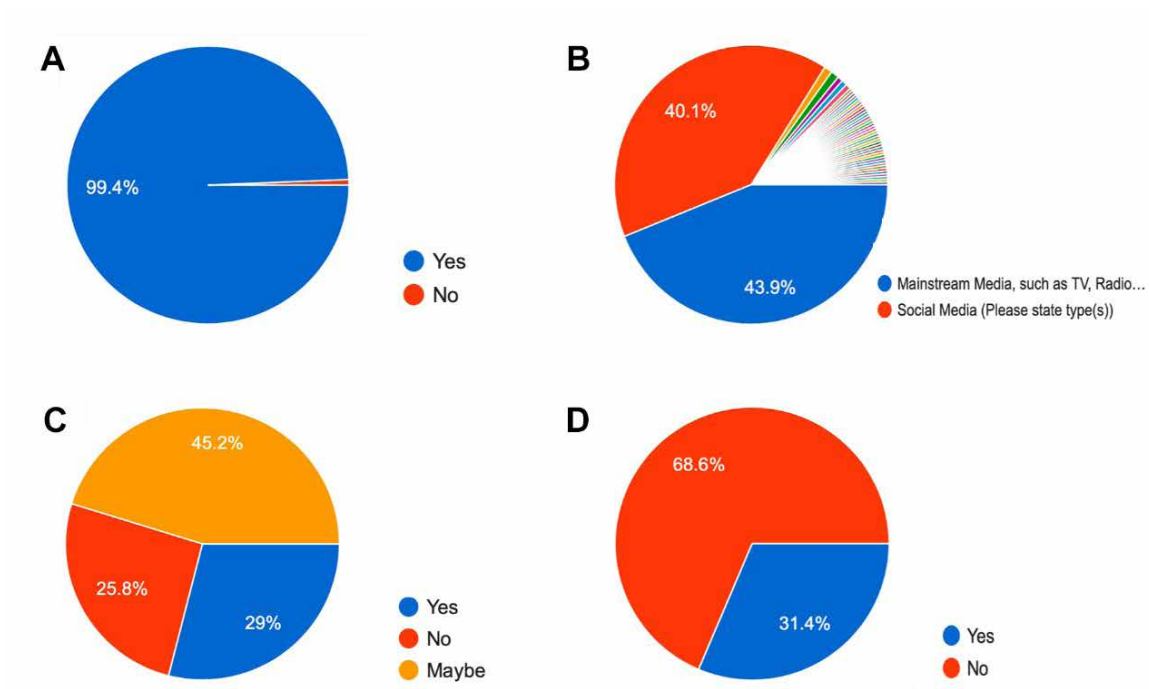 A
99.4%
Yes
No
B
40.1%
43.9%
Mainstream Media, such as TV, Radio...
Social Media (Please state type(s))
C
45.2%
25.8%
29%
Yes
No
Maybe
D
68.6%
31.4%
Yes
No